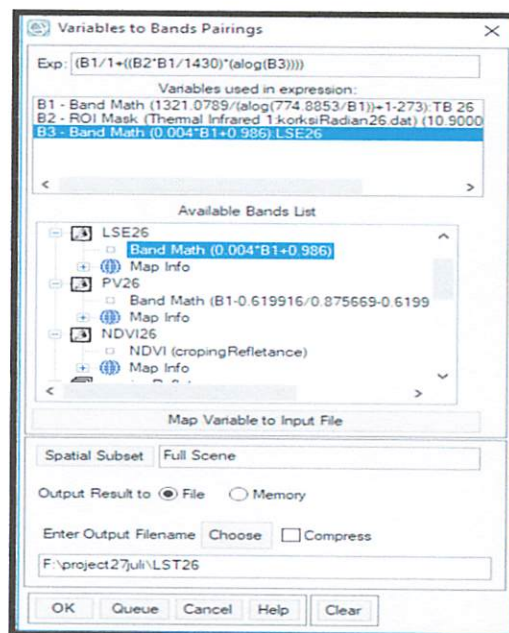 Variables to Bands Pairings
Exp: (B1/1+((B2*B1/1430)*(alog(B3))))
Variables used in expression:
B1 - Band Math (1321.0789/(alog(774.8853/B1))+1-273):TB 26
B2 - ROI Mask (Thermal Infrared 1:korksiRadian26.dat) (10.9000
B3 - Band Math (0.004*B1+0.986):LSE26
Available Bands List
LSE26
Band Math (0.004*B1+0.986)
Map Info
PV26
Band Math (B1-0.619916/0.875669-0.6199
Map Info
NDVI26
NDVI (cropingRefletance)
Map Info
Map Variable to Input File
Spatial Subset Full Scene
Output Result to File Memory
Enter Output Filename Choose Compress
F:\project27juli\LST26
OK Queue Cancel Help Clear